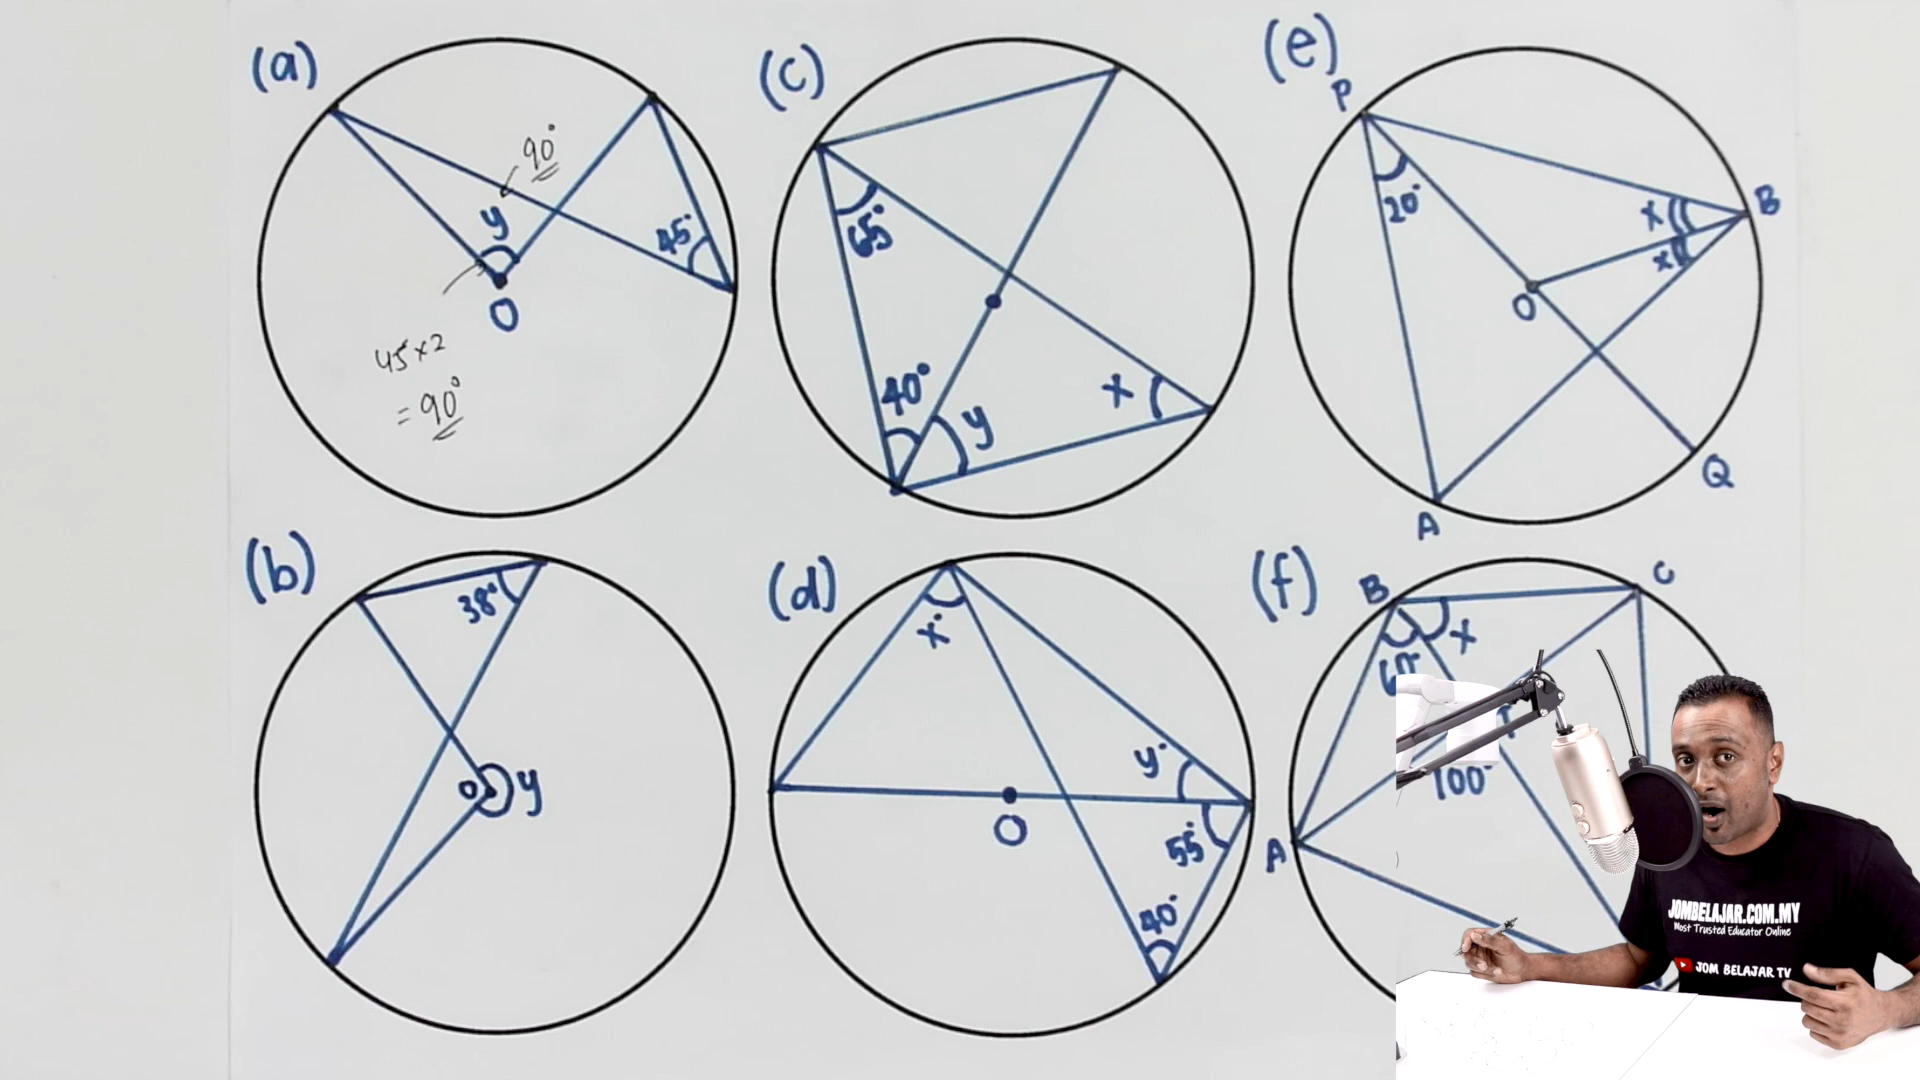 (a)
90°
y
45°
O
45 x 2
= 90°
(b)
38°
O
y
(c)
65°
40°
y
x
(d)
x°
y°
O
55°
40°
(e)
P
20°
x
x
B
O
Q
A
(f)
B
C
x
100°
A
JOMBELAJAR.COM.MY
Most Trusted Educator Online
JOM BELAJAR TV